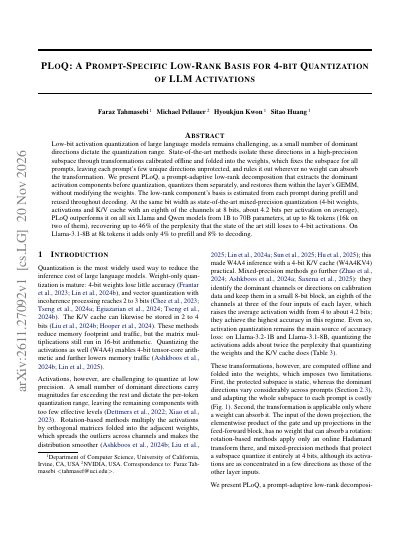 PLOQ: A PROMPT-SPECIFIC LOW-RANK BASIS FOR 4-BIT QUANTIZATION
OF LLM ACTIVATIONS
Faraz Tahmasebi 1 Michael Pellauer 2 Hyoukjun Kwon 1 Sitao Huang 1
ABSTRACT
Low-bit activation quantization of large language models remains challenging, as a small number of
dominant directions dictate the quantization range. State-of-the-art methods isolate these directions in a high-precision
subspace through transformations calibrated offline and folded into the weights, which fixes the subspace for all
prompts, leaving each prompt's few unique directions unprotected, and rules it out wherever no weight can absorb
the transformation. We present PLoQ, a prompt-adaptive low-rank decomposition that extracts the dominant
activation components before quantization, quantizes them separately, and restores them within the layer's GEMM,
without modifying the weights. The low-rank component's basis is estimated from each prompt during prefill and
reused throughout decoding. At the same bit width as state-of-the-art mixed-precision quantization (4-bit weights,
activations and K/V cache with an eighth of the channels at 8 bits, about 4.2 bits per activation on average),
PLoQ outperforms it on all six Llama and Qwen models from 1B to 70B parameters, at up to 8k tokens (16k on
two of them), recovering up to 46% of the perplexity that the state of the art still loses to 4-bit activations. On
Llama-3.1-8B at 8k tokens it adds only 4% to prefill and 8% to decoding.
1 INTRODUCTION
Quantization is the most widely used way to reduce the
inference cost of large language models. Weight-only quan-
tization is mature: 4-bit weights lose little accuracy (Frantar
et al., 2023; Lin et al., 2024b), and vector quantization with
incoherence processing reaches 2 to 3 bits (Chee et al., 2023;
Tseng et al., 2024a; Egiazarian et al., 2024; Tseng et al.,
2024b). The K/V cache can likewise be stored in 2 to 4
bits (Liu et al., 2024b; Hooper et al., 2024). These methods
reduce memory footprint and traffic, but the matrix mul-
tiplications still run in 16-bit arithmetic. Quantizing the
activations as well (W4A4) enables 4-bit tensor-core arith-
metic and further lowers memory traffic (Ashkboos et al.,
2024b; Lin et al., 2025).
Activations, however, are challenging to quantize at low
precision. A small number of dominant directions carry
magnitudes far exceeding the rest and dictate the per-token
quantization range, leaving the remaining components with
too few effective levels (Dettmers et al., 2022; Xiao et al.,
2023). Rotation-based methods multiply the activations
by orthogonal matrices folded into the adjacent weights,
which spreads the outliers across channels and makes the
distribution smoother (Ashkboos et al., 2024b; Liu et al.,
1Department of Computer Science, University of California,
Irvine, CA, USA 2NVIDIA, USA. Correspondence to: Faraz Tah-
masebi <tahmasef@uci.edu>.
2025; Lin et al., 2024a; Sun et al., 2025; Hu et al., 2025); this
made W4A4 inference with a 4-bit K/V cache (W4A4KV4)
practical. Mixed-precision methods go further (Zhao et al.,
2024; Ashkboos et al., 2024a; Saxena et al., 2025): they
identify the dominant channels or directions on calibration
data and keep them in a small 8-bit block, an eighth of the
channels at three of the four inputs of each layer, which
raises the average activation width from 4 to about 4.2 bits;
they achieve the highest accuracy in this regime. Even so,
activation quantization remains the main source of accuracy
loss: on Llama-3.2-1B and Llama-3.1-8B, quantizing the
activations adds about twice the perplexity that quantizing
the weights and the K/V cache does (Table 3).
These transformations, however, are computed offline and
folded into the weights, which imposes two limitations.
First, the protected subspace is static, whereas the dominant
directions vary considerably across prompts (Section 2.3),
and adapting the whole subspace to each prompt is costly
(Fig. 1). Second, the transformation is applicable only where
a weight can absorb it. The input of the down projection, the
elementwise product of the gate and up projections in the
feed-forward block, has no weight that can absorb a rotation:
rotation-based methods apply only an online Hadamard
transform there, and mixed-precision methods that protect
a subspace quantize it entirely at 4 bits, although its activa-
tions are as concentrated in a few directions as those of the
other layer inputs.
We present PLoQ, a prompt-adaptive low-rank decomposi-
arXiv:2611.27092v1 [cs.LG] 20 Nov 2026